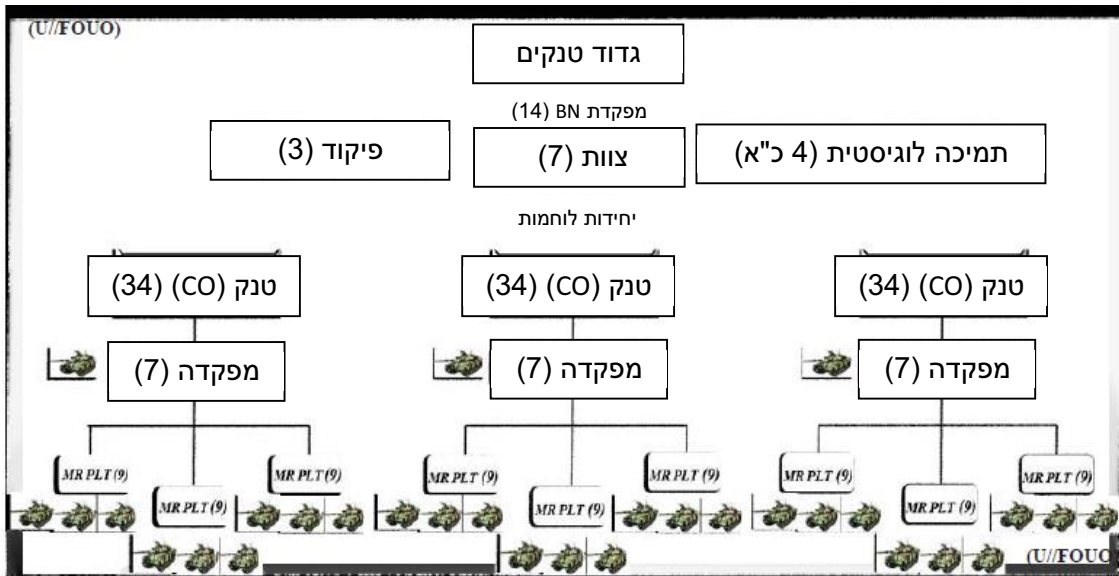 (U//FOUO)
גדוד טנקים
מפקדת BN (14)
פיקוד (3)
צוות (7)
תמיכה לוגיסטית (4 כ"א)
יחידות לוחמות
טנק (CO) (34)
טנק (CO) (34)
טנק (CO) (34)
מפקדה (7)
מפקדה (7)
מפקדה (7)
MR PLT (9)
MR PLT (9)
MR PLT (9)
MR PLT (9)
MR PLT (9)
MR PLT (9)
MR PLT (9)
MR PLT (9)
MR PLT (9)
(U//FOUO